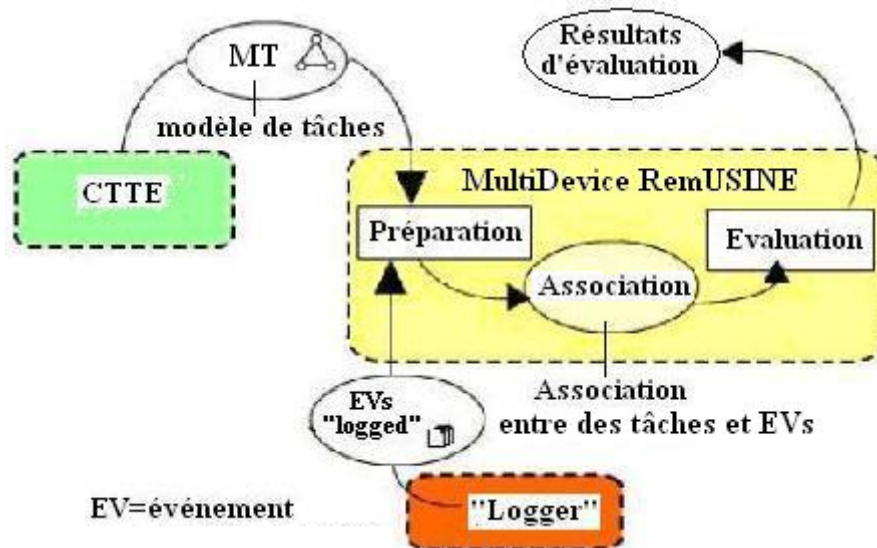 MT
Résultats
d'évaluation
modèle de tâches
CTTE
MultiDevice RemUSINE
Préparation
Evaluation
Association
EVs
"logged"
Association
entre des tâches et EVs
EV=événement
"Logger"